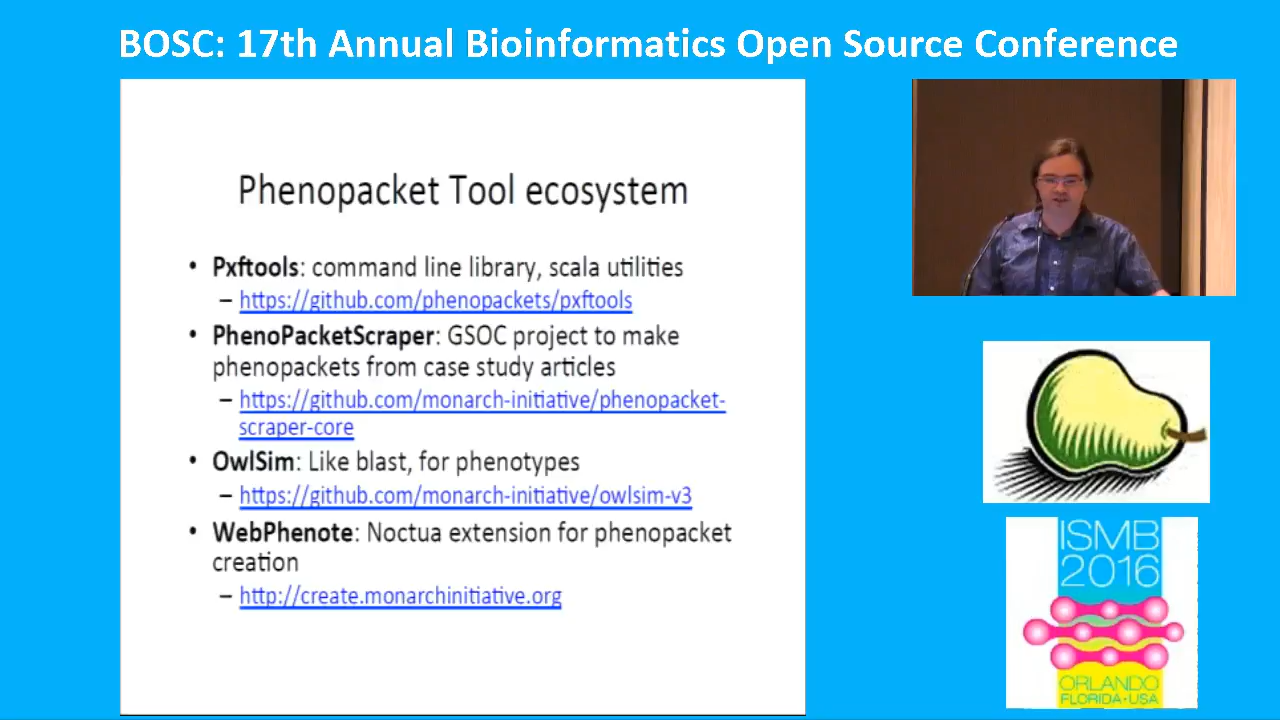 BOSC: 17th Annual Bioinformatics Open Source Conference
Phenopacket Tool ecosystem
• Pxftools: command line library, scala utilities
– https://github.com/phenopackets/pxftools
• PhenoPacketScraper: GSOC project to make
phenopackets from case study articles
– https://github.com/monarch-initiative/phenopacket-
scraper-core
• OwlSim: Like blast, for phenotypes
– https://github.com/monarch-initiative/owlsim-v3
• WebPhenote: Noctua extension for phenopacket
creation
– http://create.monarchinitiative.org
ISMB
2016
ORLANDO
FLORIDA•USA